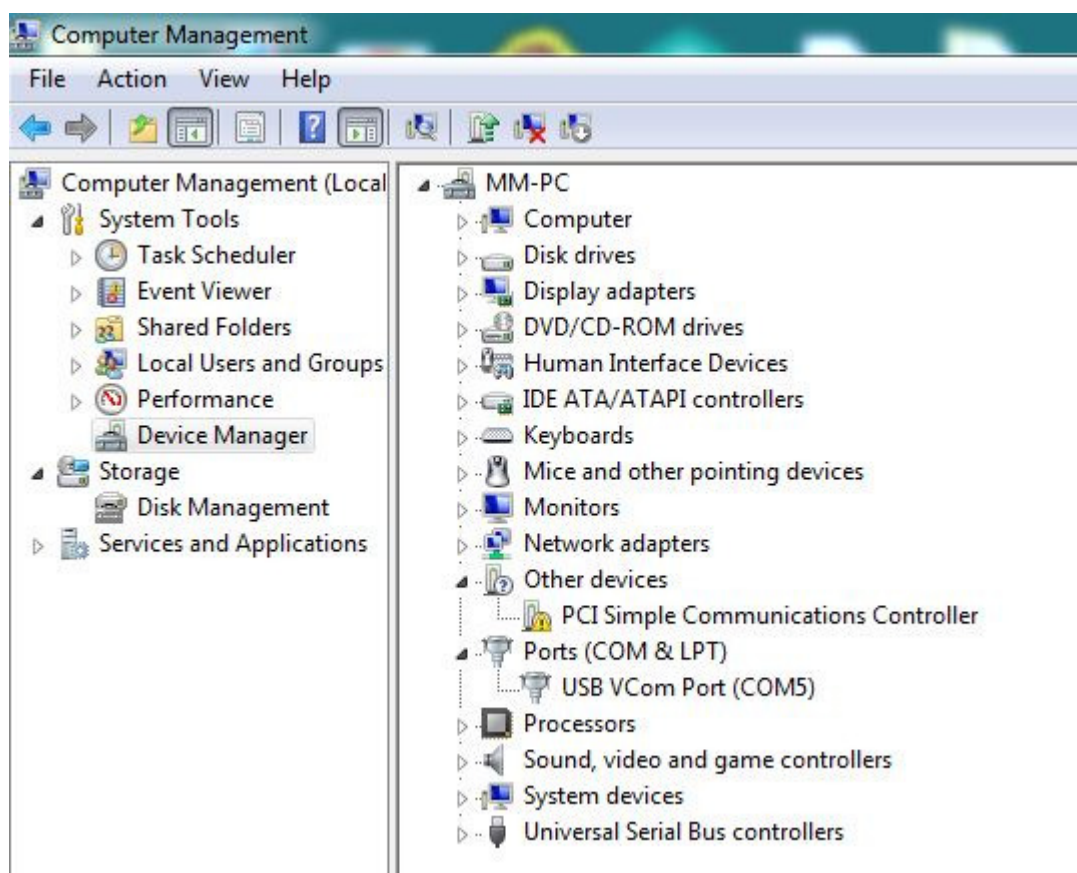 Computer Management
File Action View Help
Computer Management (Local
System Tools
Task Scheduler
Event Viewer
Shared Folders
Local Users and Groups
Performance
Device Manager
Storage
Disk Management
Services and Applications
MM-PC
Computer
Disk drives
Display adapters
DVD/CD-ROM drives
Human Interface Devices
IDE ATA/ATAPI controllers
Keyboards
Mice and other pointing devices
Monitors
Network adapters
Other devices
PCI Simple Communications Controller
Ports (COM & LPT)
USB VCom Port (COM5)
Processors
Sound, video and game controllers
System devices
Universal Serial Bus controllers